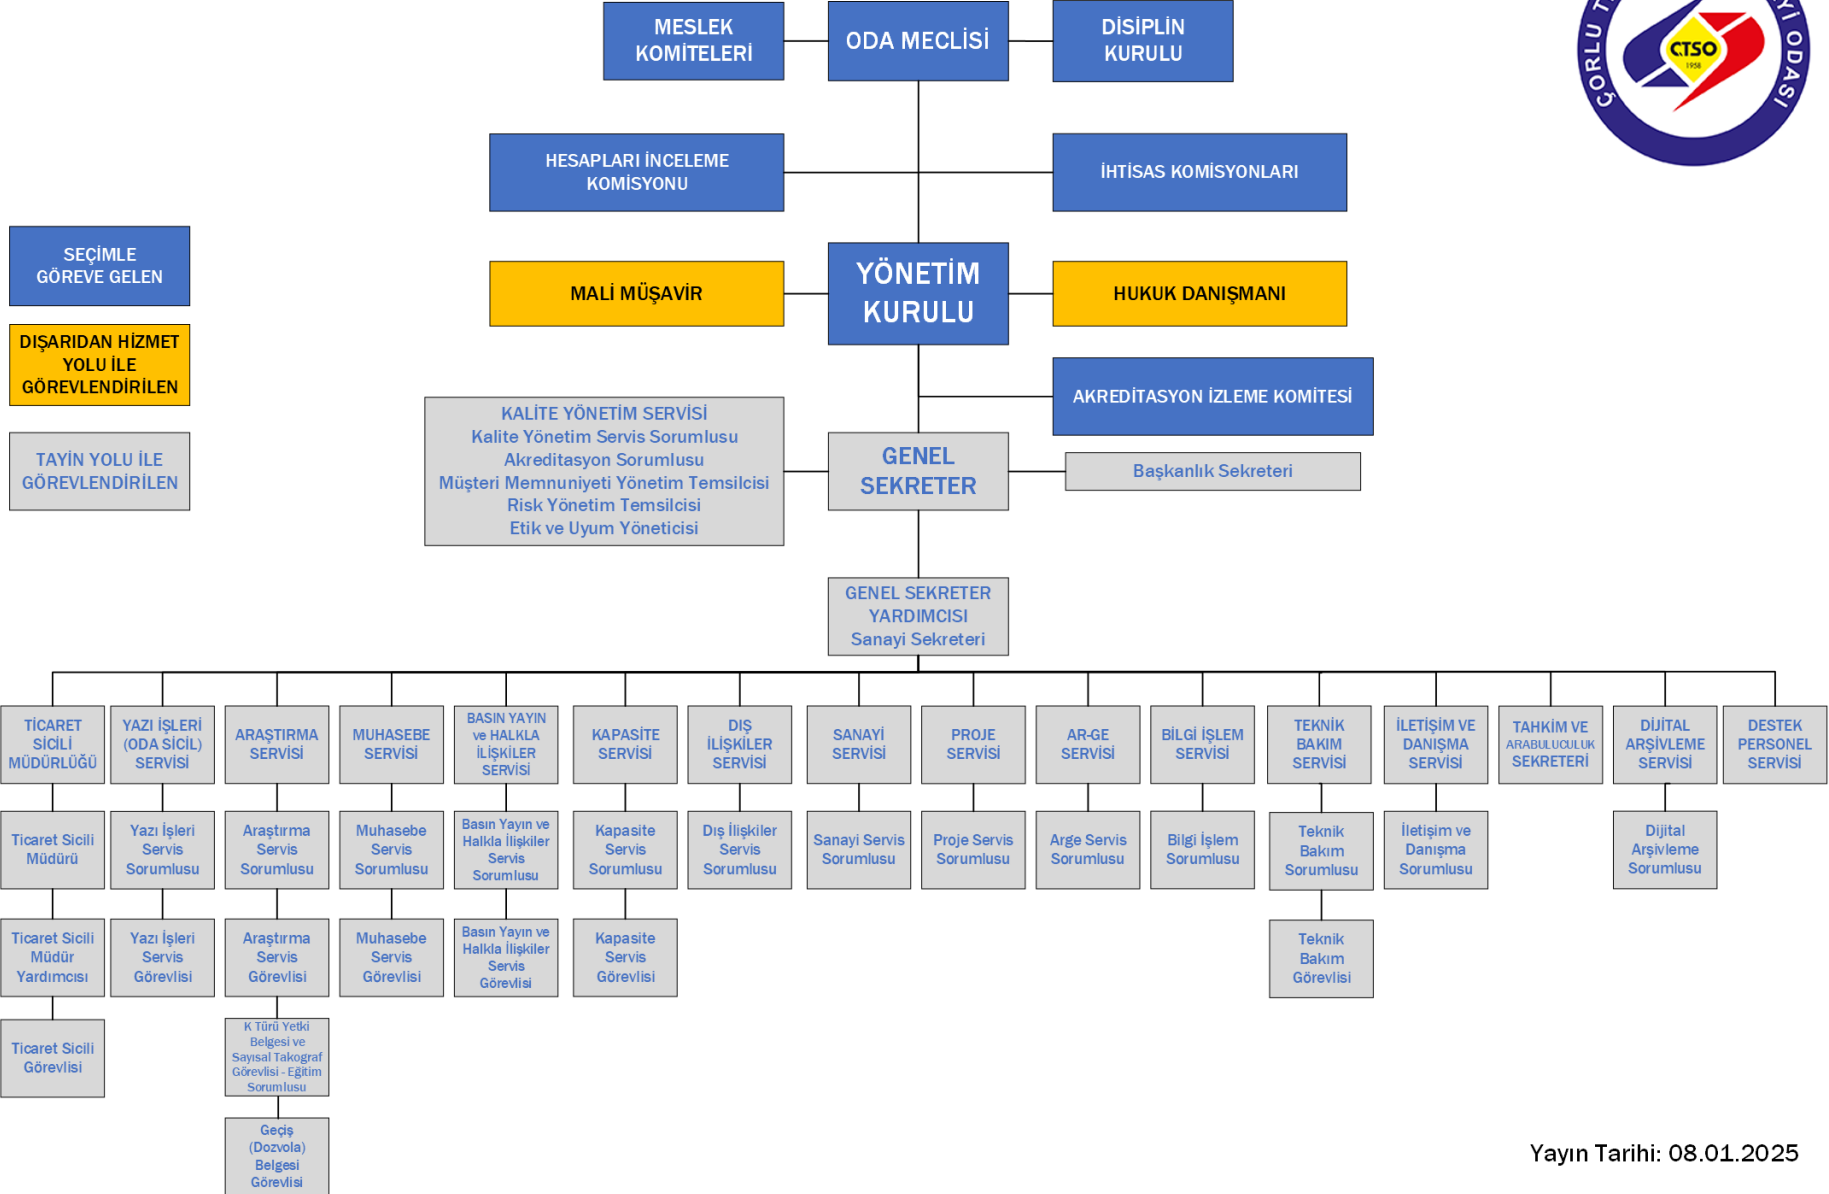 MESLEK
KOMİTELERİ
ODA MECLİSİ
DİSİPLİN
KURULU
ÇORLU
Yİ ODASI
CTSO
1958
HESAPLARI İNCELEME
KOMİSYONU
İHTİSAS KOMİSYONLARI
SEÇİMLE
GÖREVE GELEN
DIŞARIDAN HİZMET
YOLU İLE
GÖREVLENDİRİLEN
TAYİN YOLU İLE
GÖREVLENDİRİLEN
MALİ MÜŞAVİR
YÖNETİM
KURULU
HUKUK DANIŞMANI
AKREDİTASYON İZLEME KOMİTESİ
KALİTE YÖNETİM SERVİSİ
Kalite Yönetim Servis Sorumlusu
Akreditasyon Sorumlusu
Müşteri Memnuniyeti Yönetim Temsilcisi
Risk Yönetim Temsilcisi
Etik ve Uyum Yöneticisi
GENEL
SEKRETER
Başkanlık Sekreteri
GENEL SEKRETER
YARDIMCISI
Sanayi Sekreteri
TİCARET
SİCİLİ
MÜDÜRLÜĞÜ
YAZI İŞLERİ
(ODA SİCİL)
SERVİSİ
ARAŞTIRMA
SERVİSİ
MUHASEBE
SERVİSİ
BASIN YAYIN
ve HALKLA
İLİŞKİLER
SERVİSİ
KAPASİTE
SERVİSİ
DIŞ
İLİŞKİLER
SERVİSİ
SANAYİ
SERVİSİ
PROJE
SERVİSİ
AR-GE
SERVİSİ
BİLGİ İŞLEM
SERVİSİ
TEKNİK
BAKIM
SERVİSİ
İLETİŞİM VE
DANIŞMA
SERVİSİ
TAHKİM VE
ARABULUCULUK
SEKRETERİ
DİJİTAL
ARŞİVLEME
SERVİSİ
DESTEK
PERSONEL
SERVİSİ
Ticaret Sicili
Müdürü
Yazı İşleri
Servis
Sorumlusu
Araştırma
Servis
Sorumlusu
Muhasebe
Servis
Sorumlusu
Basın Yayın ve
Halkla İlişkiler
Servis
Sorumlusu
Kapasite
Servis
Sorumlusu
Dış İlişkiler
Servis
Sorumlusu
Sanayi Servis
Sorumlusu
Proje Servis
Sorumlusu
Arge Servis
Sorumlusu
Bilgi İşlem
Sorumlusu
Teknik
Bakım
Sorumlusu
İletişim ve
Danışma
Sorumlusu
Dijital
Arşivleme
Sorumlusu
Ticaret Sicili
Müdür
Yardımcısı
Yazı İşleri
Servis
Görevlisi
Araştırma
Servis
Görevlisi
Muhasebe
Servis
Görevlisi
Basın Yayın ve
Halkla İlişkiler
Servis
Görevlisi
Kapasite
Servis
Görevlisi
Teknik
Bakım
Görevlisi
Ticaret Sicili
Görevlisi
K Türü Yetki
Belgesi ve
Sayısal Takograf
Görevlisi - Eğitim
Sorumlusu
Geçiş
(Dozvola)
Belgesi
Görevlisi
Yayın Tarihi: 08.01.2025